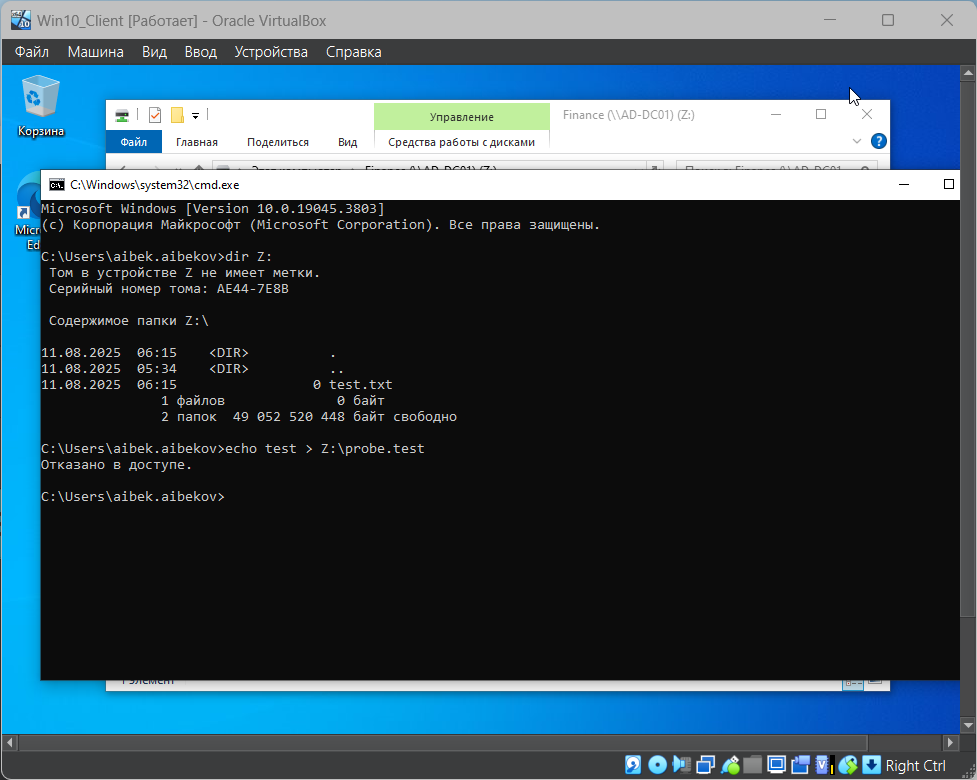 Win10_Client [Работает] - Oracle VirtualBox
Файл Машина Вид Ввод Устройства Справка
Корзина
Управление Finance (\\AD-DC01) (Z:)
Файл Главная Поделиться Вид Средства работы с дисками
C:\Windows\system32\cmd.exe
Micro
Ed
Microsoft Windows [Version 10.0.19045.3803]
(c) Корпорация Майкрософт (Microsoft Corporation). Все права защищены.
C:\Users\aibek.aibekov>dir Z:
Том в устройстве Z не имеет метки.
Серийный номер тома: AE44-7E8B
Содержимое папки Z:\
11.08.2025 06:15 <DIR> .
11.08.2025 05:34 <DIR> ..
11.08.2025 06:15 0 test.txt
1 файлов 0 байт
2 папок 49 052 520 448 байт свободно
C:\Users\aibek.aibekov>echo test > Z:\probe.test
Отказано в доступе.
C:\Users\aibek.aibekov>
1 элемент
Right Ctrl